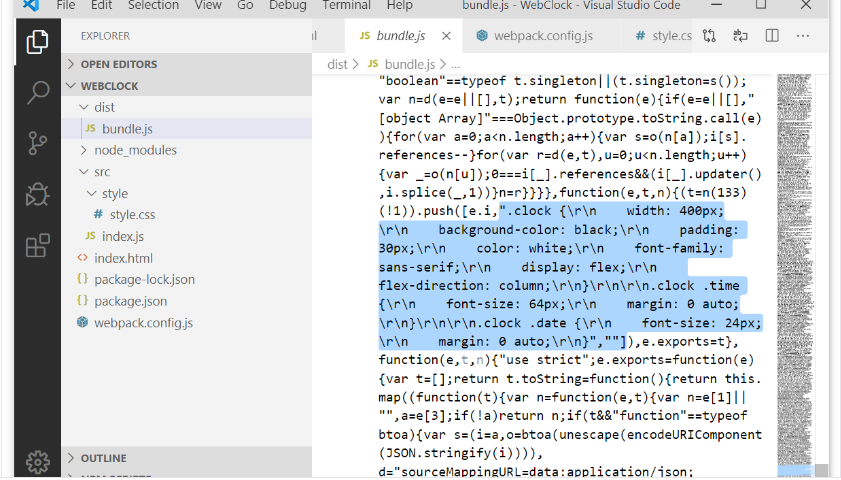 File Edit Selection View Go Debug Terminal Help bundle.js - WebClock - Visual Studio Code
EXPLORER
JS bundle.js
webpack.config.js
# style.cs
OPEN EDITORS
dist > JS bundle.js > ...
WEBCLOCK
dist
JS bundle.js
node_modules
src
style
# style.css
JS index.js
<> index.html
{} package-lock.json
{} package.json
webpack.config.js
OUTLINE
"boolean"==typeof t.singleton||(t.singleton=s());
var n=d(e=e||[],t);return function(e){if(e=e||[],"
[object Array]"===Object.prototype.toString.call(e)
){for(var a=0;a<n.length;a++){var s=o(n[a]);i[s].
references--}for(var r=d(e,t),u=0;u<n.length;u++)
{var _=o(n[u]);0===i[_].references&&(i[_].updater()
,i.splice(_,1))}n=r}}}},function(e,t,n){(t=n(133)
(!1)).push([e.i,".clock {\r\n    width: 400px;
\r\n    background-color: black;\r\n    padding:
30px;\r\n    color: white;\r\n    font-family:
sans-serif;\r\n    display: flex;\r\n
flex-direction: column;\r\n}\r\n\r\n.clock .time
{\r\n    font-size: 64px;\r\n    margin: 0 auto;
\r\n}\r\n\r\n.clock .date {\r\n    font-size: 24px;
\r\n    margin: 0 auto;\r\n}",""]),e.exports=t},
function(e,t,n){"use strict";e.exports=function(e)
{var t=[];return t.toString=function(){return this.
map((function(t){var n=function(e,t){var n=e[1]||
"",a=e[3];if(!a)return n;if(t&&"function"==typeof
btoa){var s=(i=a,o=btoa(unescape(encodeURIComponent
(JSON.stringify(i)))),
d="sourceMappingURL=data:application/json;